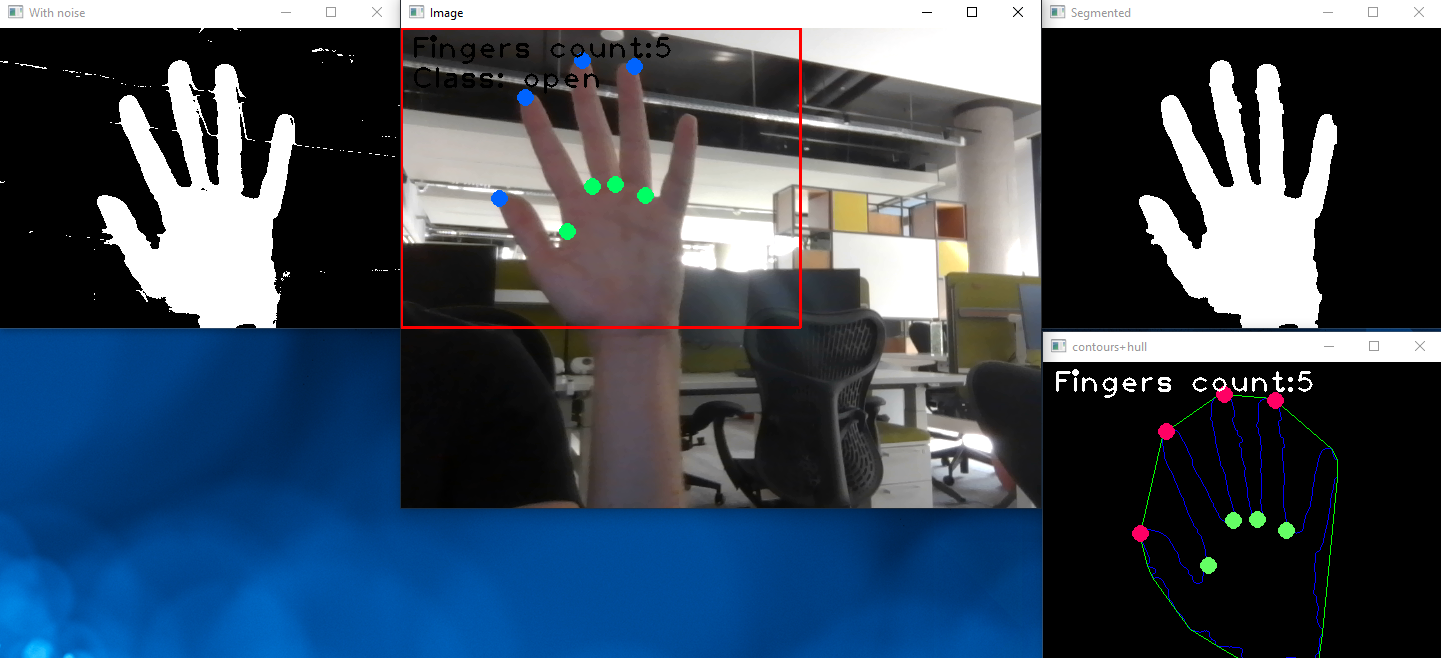 With noise
Image
Segmented
Fingers count:5
Class: open
contours+hull
Fingers count:5